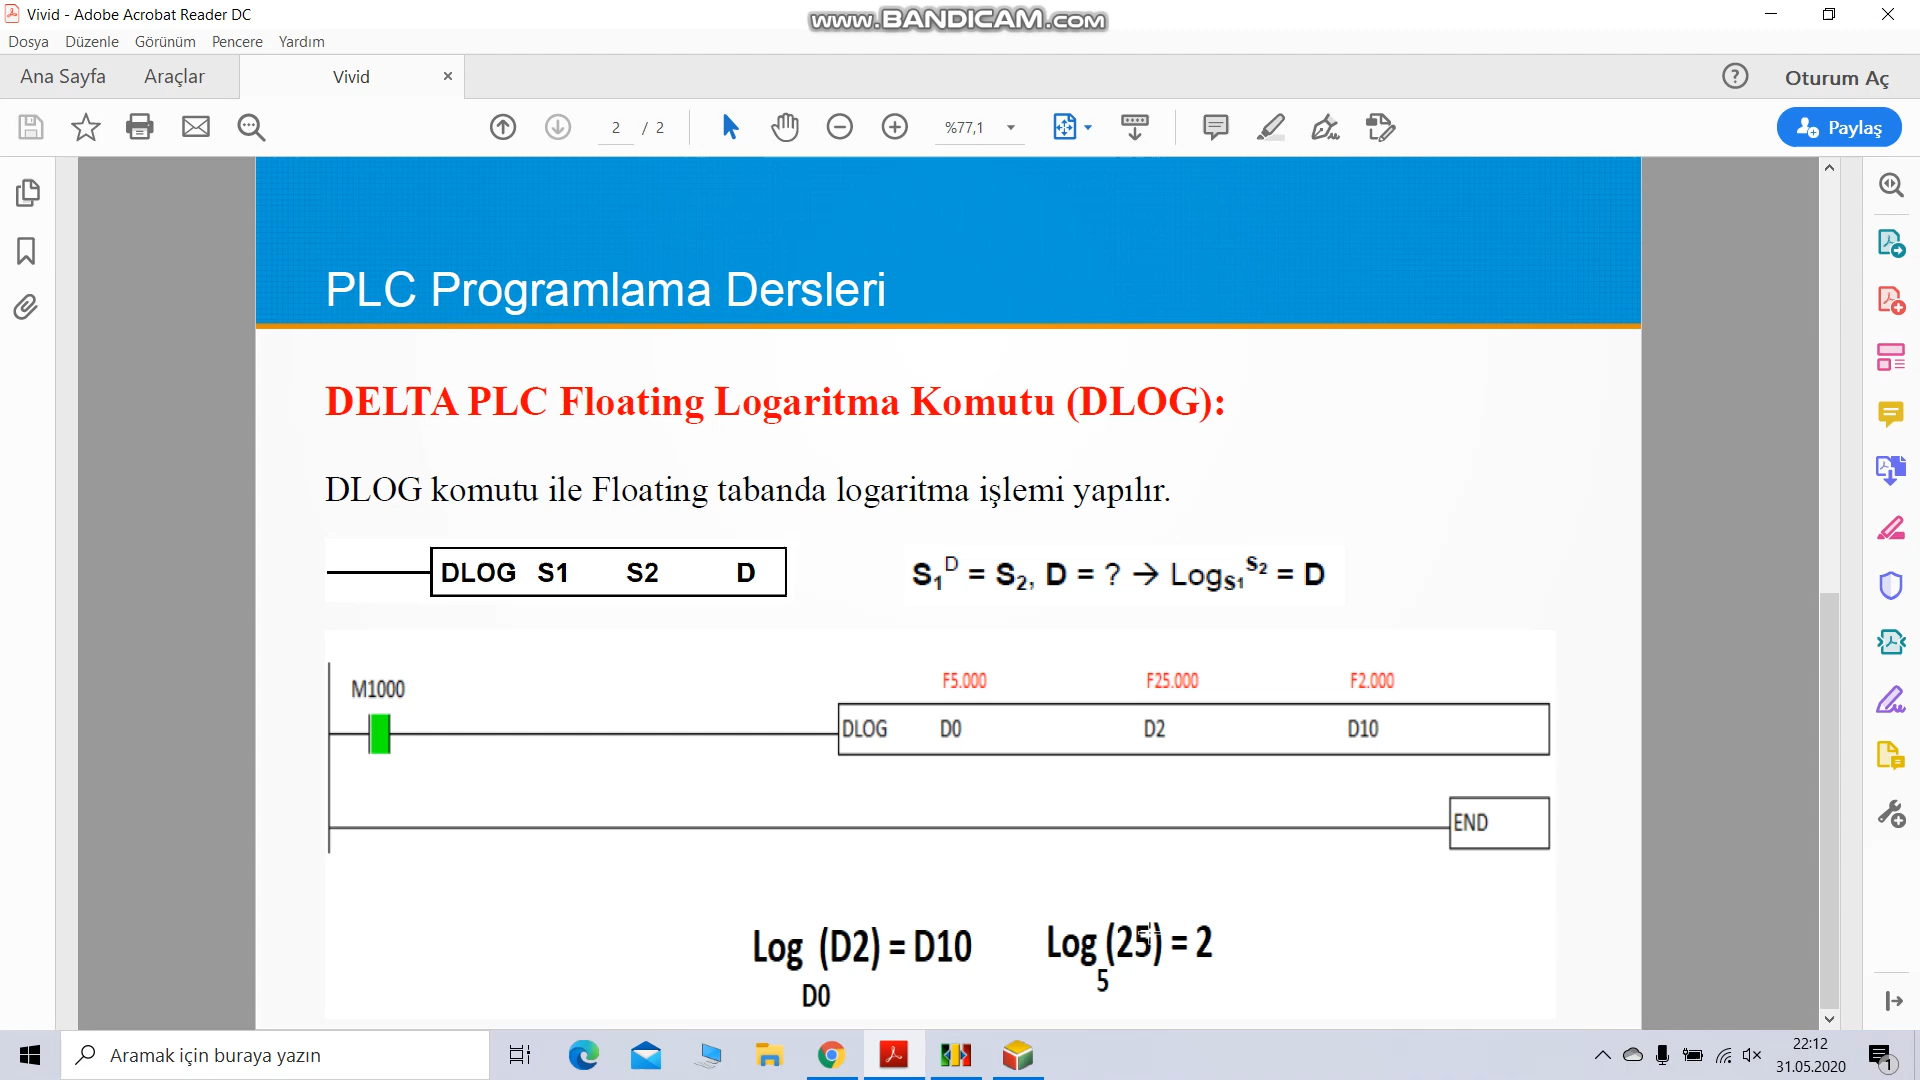 Vivid - Adobe Acrobat Reader DC
www.BANDICAM.com
Dosya Düzenle Görünüm Pencere Yardım
Ana Sayfa Araçlar Vivid Oturum Aç
2 / 2 %77,1 Paylaş
PLC Programlama Dersleri
DELTA PLC Floating Logaritma Komutu (DLOG):
DLOG komutu ile Floating tabanda logaritma işlemi yapılır.
DLOG S1 S2 D
S₁ᴰ = S₂, D = ? → Log_S1^S2 = D
M1000
F5.000 F25.000 F2.000
DLOG D0 D2 D10
END
Log (D2) = D10 Log (25) = 2
D0 5
Aramak için buraya yazın
22:12
31.05.2020
1